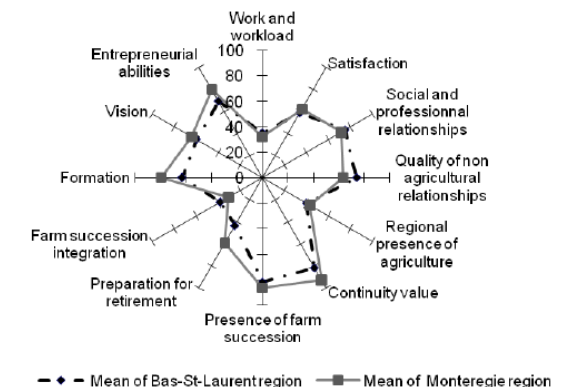 Work and
workload
100
80
60
40
20
0
Satisfaction
Social and
professionnal
relationships
Quality of non
agricultural
relationships
Regional
presence of
agriculture
Continuity value
Presence of farm
succession
Preparation for
retirement
Farm succession
integration
Formation
Vision
Entrepreneurial
abilities
Mean of Bas-St-Laurent region
Mean of Monteregie region